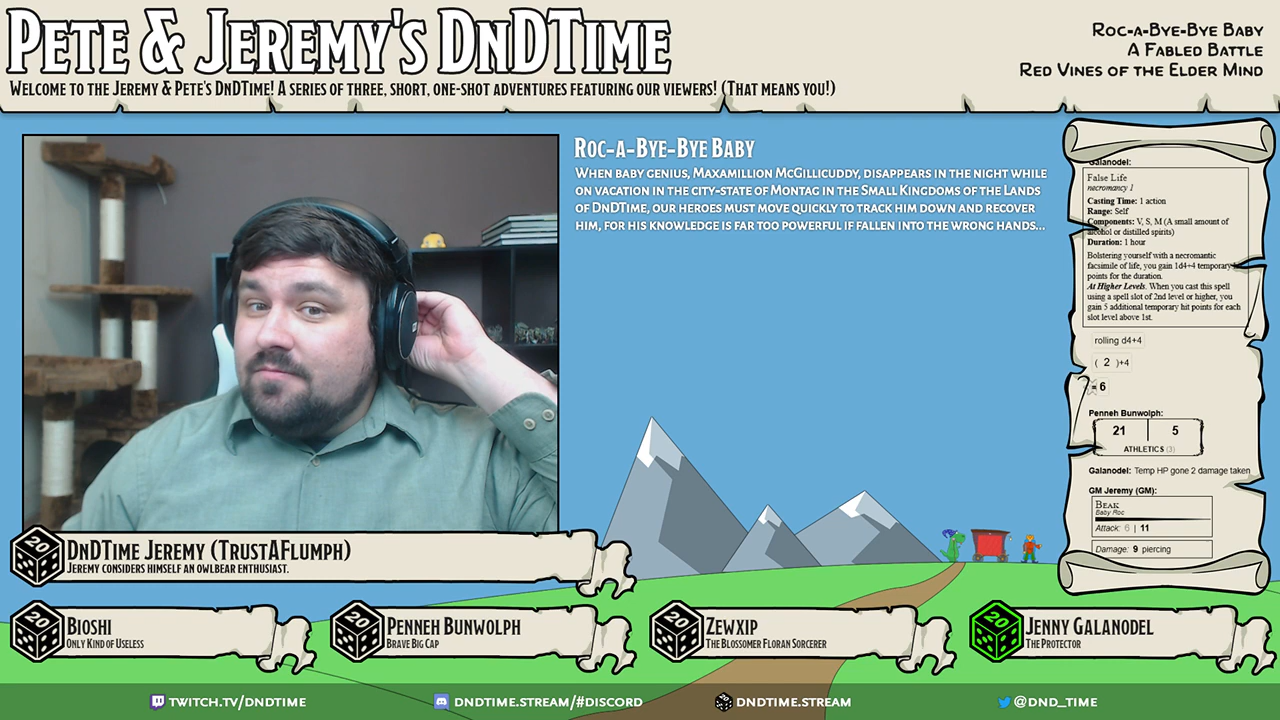 Pete & Jeremy's DnDTime
Welcome to the Jeremy & Pete's DnDTime! A series of three, short, one-shot adventures featuring our viewers! (That means you!)
Roc-a-Bye-Bye Baby
A Fabled Battle
Red Vines of the Elder Mind
Roc-a-Bye-Bye Baby
When baby genius, Maxamillion McGillicuddy, disappears in the night while
on vacation in the city-state of Montag in the Small Kingdoms of the Lands
of DnDTime, our heroes must move quickly to track him down and recover
him, for his knowledge is far too powerful if fallen into the wrong hands...
Galanodel:
False Life
necromancy 1
Casting Time: 1 action
Range: Self
Components: V, S, M (A small amount of
alcohol or distilled spirits)
Duration: 1 hour
Bolstering yourself with a necromantic
facsimile of life, you gain 1d4+4 temporary
points for the duration.
At Higher Levels. When you cast this spell
using a spell slot of 2nd level or higher, you
gain 5 additional temporary hit points for each
slot level above 1st.
rolling d4+4
( 2 )+4
=6
Penneh Bunwolph:
21 5
ATHLETICS (3)
Galanodel: Temp HP gone 2 damage taken
GM Jeremy (GM):
Beak
Baby Roc
Attack: 6 | 11
Damage: 9 piercing
20
DnDTime Jeremy (TrustAFlumph)
Jeremy considers himself an owlbear enthusiast.
20
Bioshi
Only Kind of Useless
20
Penneh Bunwolph
Brave Big Cap
20
Zewxip
The Blossomer Floran Sorcerer
20
Jenny Galanodel
The Protector
twitch.tv/dndtime
dndtime.stream/#discord
dndtime.stream
@dnd_time